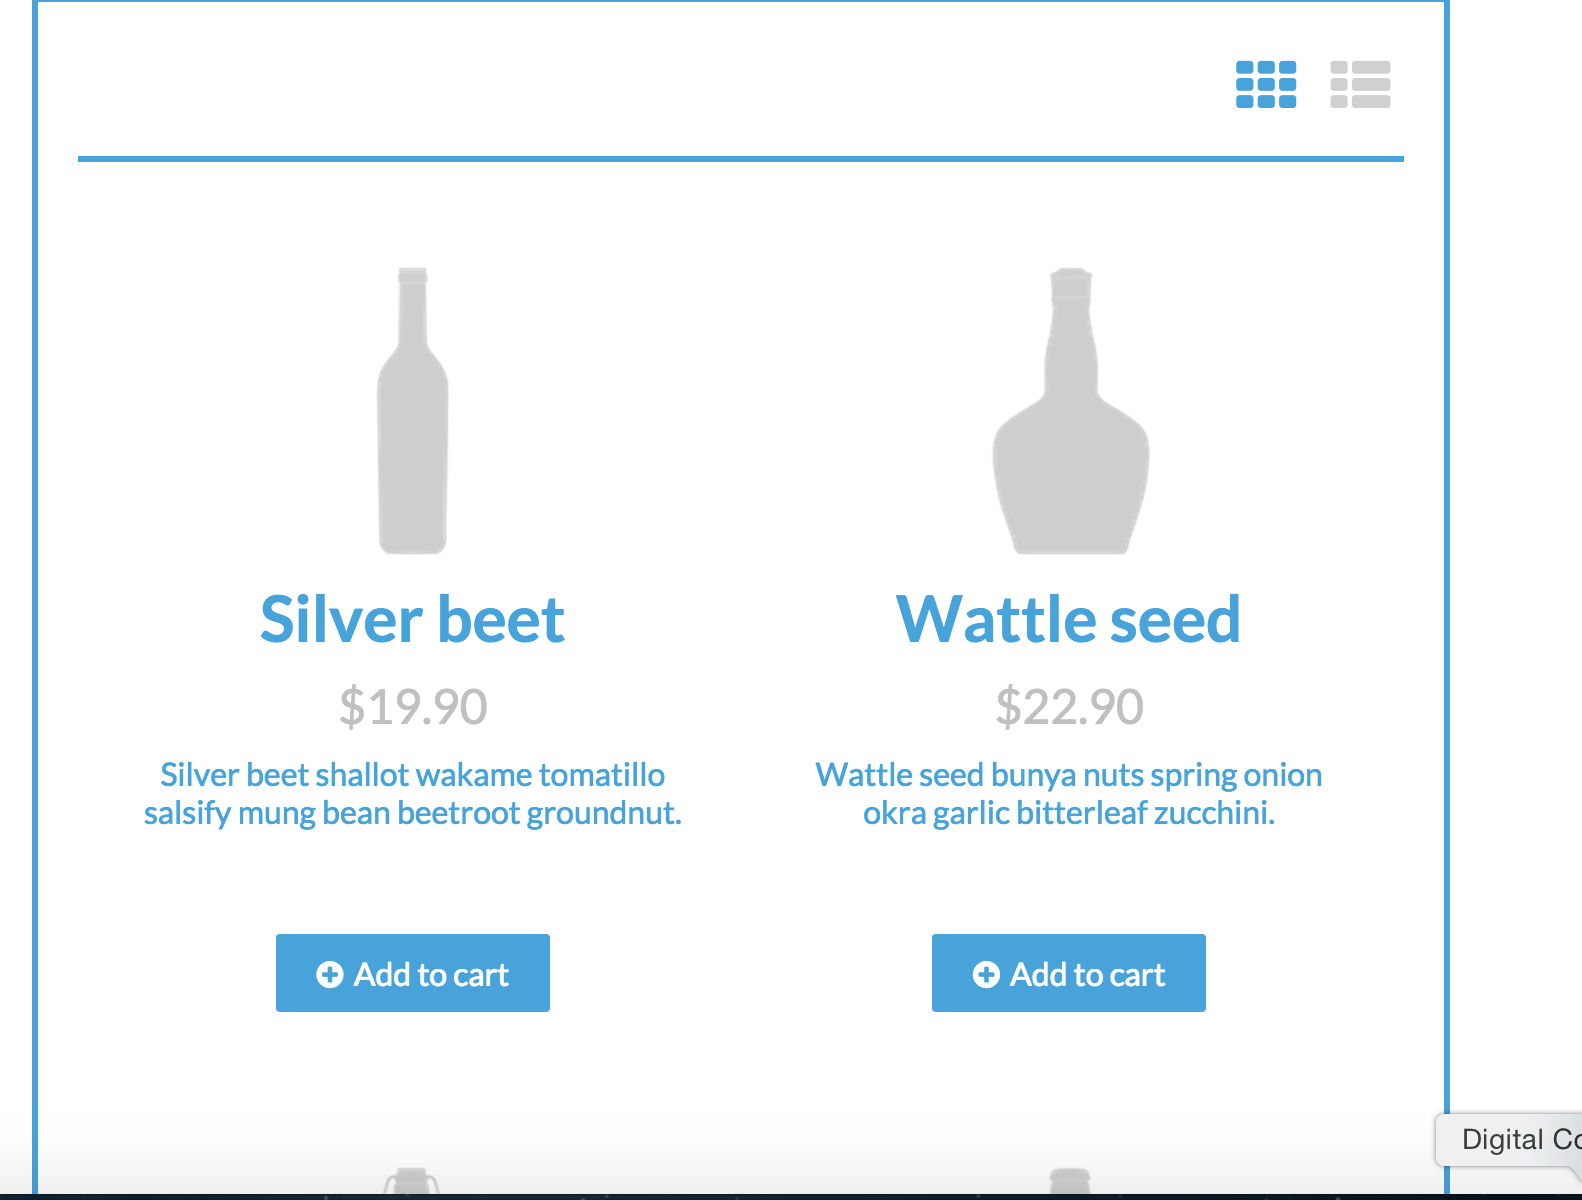 Silver beet
$19.90
Silver beet shallot wakame tomatillo
salsify mung bean beetroot groundnut.
Add to cart
Wattle seed
$22.90
Wattle seed bunya nuts spring onion
okra garlic bitterleaf zucchini.
Add to cart
Digital